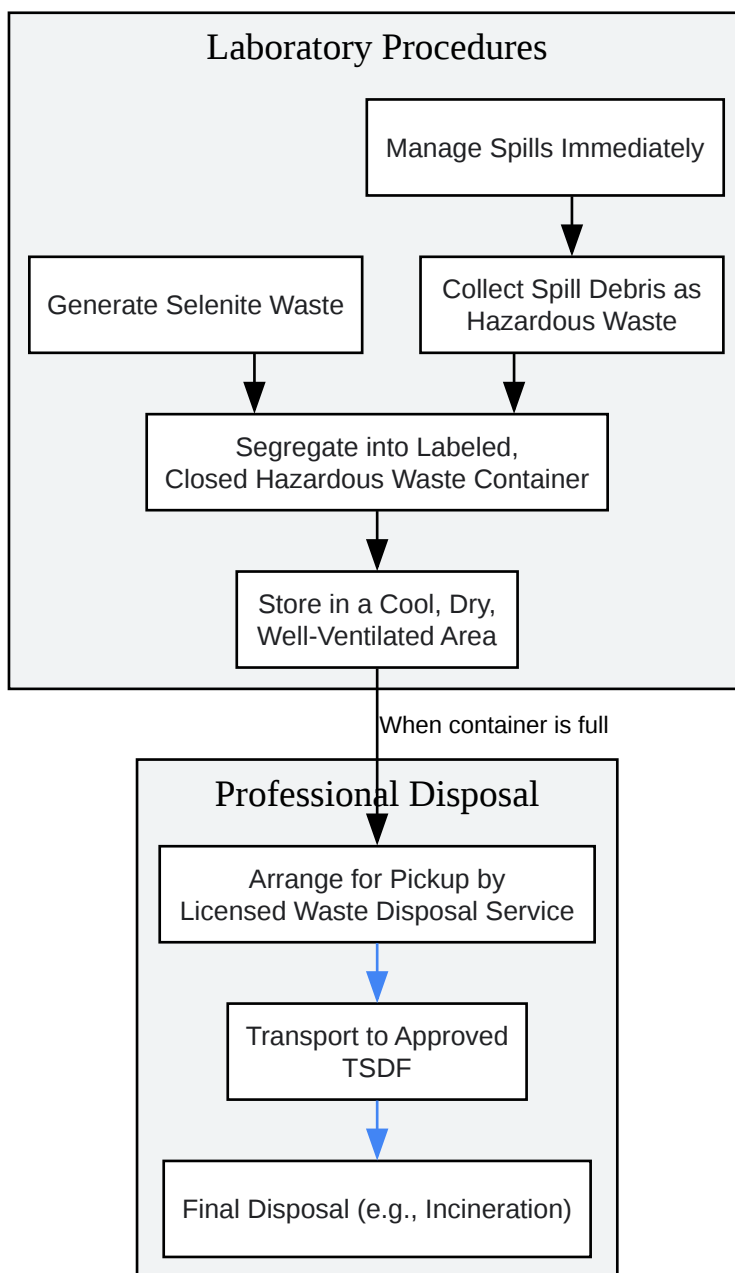 Laboratory Procedures
Manage Spills Immediately
Generate Selenite Waste
Collect Spill Debris as
Hazardous Waste
Segregate into Labeled,
Closed Hazardous Waste Container
Store in a Cool, Dry,
Well-Ventilated Area
When container is full
Professional Disposal
Arrange for Pickup by
Licensed Waste Disposal Service
Transport to Approved
TSDF
Final Disposal (e.g., Incineration)